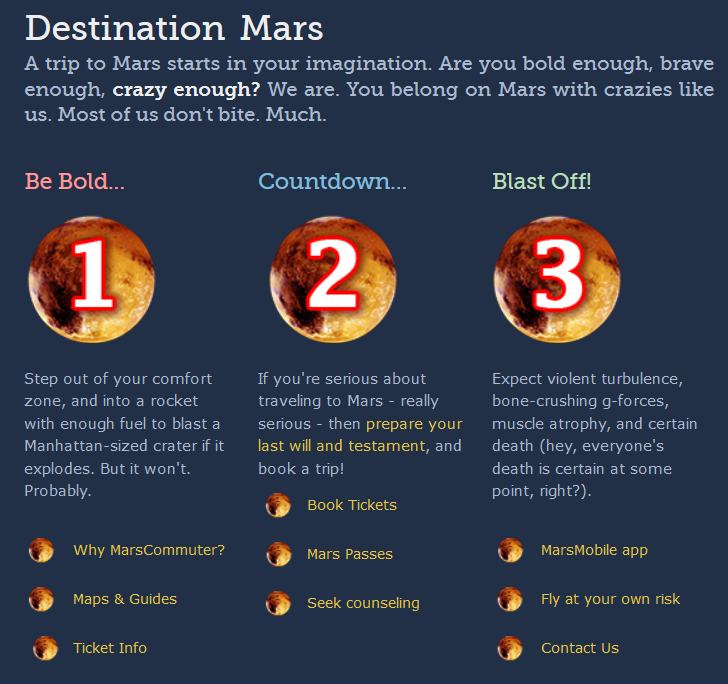 Destination Mars
A trip to Mars starts in your imagination. Are you bold enough, brave
enough, crazy enough? We are. You belong on Mars with crazies like
us. Most of us don't bite. Much.
Be Bold...
1
Step out of your comfort
zone, and into a rocket
with enough fuel to blast a
Manhattan-sized crater if it
explodes. But it won't.
Probably.
Why MarsCommuter?
Maps & Guides
Ticket Info
Countdown...
2
If you're serious about
traveling to Mars - really
serious - then prepare your
last will and testament, and
book a trip!
Book Tickets
Mars Passes
Seek counseling
Blast Off!
3
Expect violent turbulence,
bone-crushing g-forces,
muscle atrophy, and certain
death (hey, everyone's
death is certain at some
point, right?).
MarsMobile app
Fly at your own risk
Contact Us